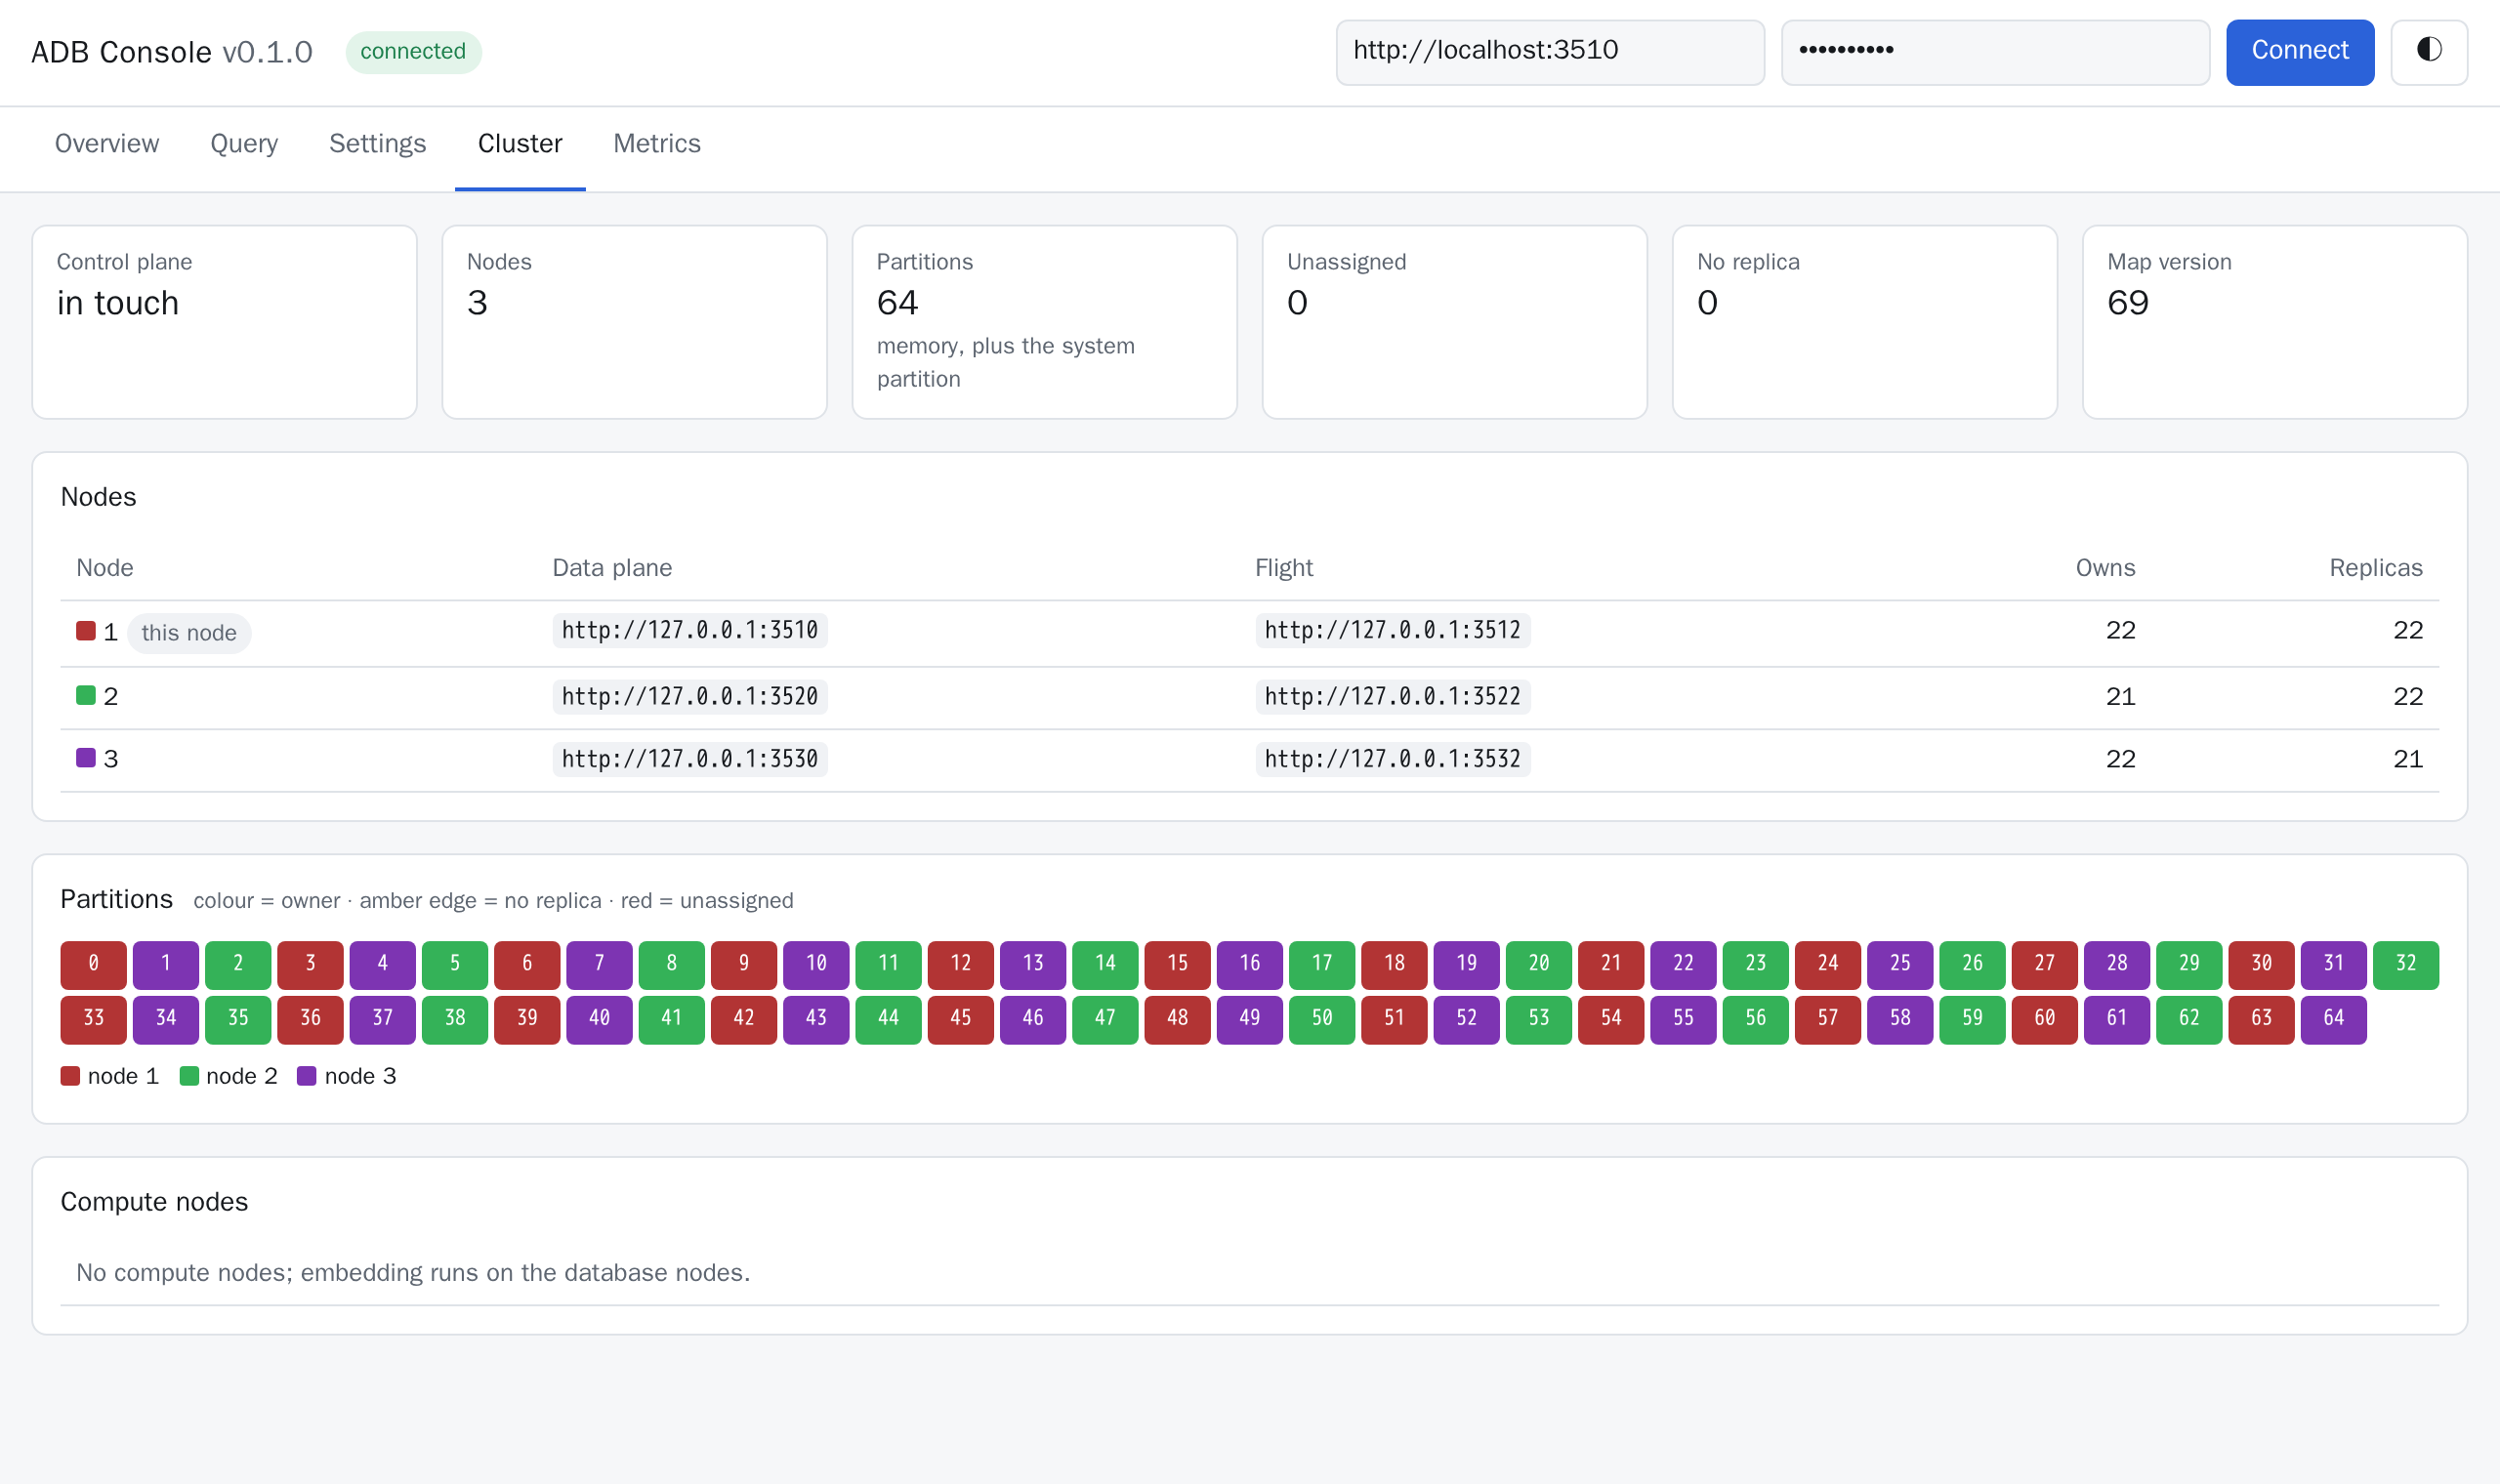 ADB Console v0.1.0 connected http://localhost:3510 •••••••••• Connect
Overview Query Settings Cluster Metrics
Control plane Nodes Partitions Unassigned No replica Map version
in touch 3 64 0 0 69
memory, plus the system
partition
Nodes
Node Data plane Flight Owns Replicas
1 this node http://127.0.0.1:3510 http://127.0.0.1:3512 22 22
2 http://127.0.0.1:3520 http://127.0.0.1:3522 21 22
3 http://127.0.0.1:3530 http://127.0.0.1:3532 22 21
Partitions colour = owner · amber edge = no replica · red = unassigned
0 1 2 3 4 5 6 7 8 9 10 11 12 13 14 15 16 17 18 19 20 21 22 23 24 25 26 27 28 29 30 31 32
33 34 35 36 37 38 39 40 41 42 43 44 45 46 47 48 49 50 51 52 53 54 55 56 57 58 59 60 61 62 63 64
node 1 node 2 node 3
Compute nodes
No compute nodes; embedding runs on the database nodes.